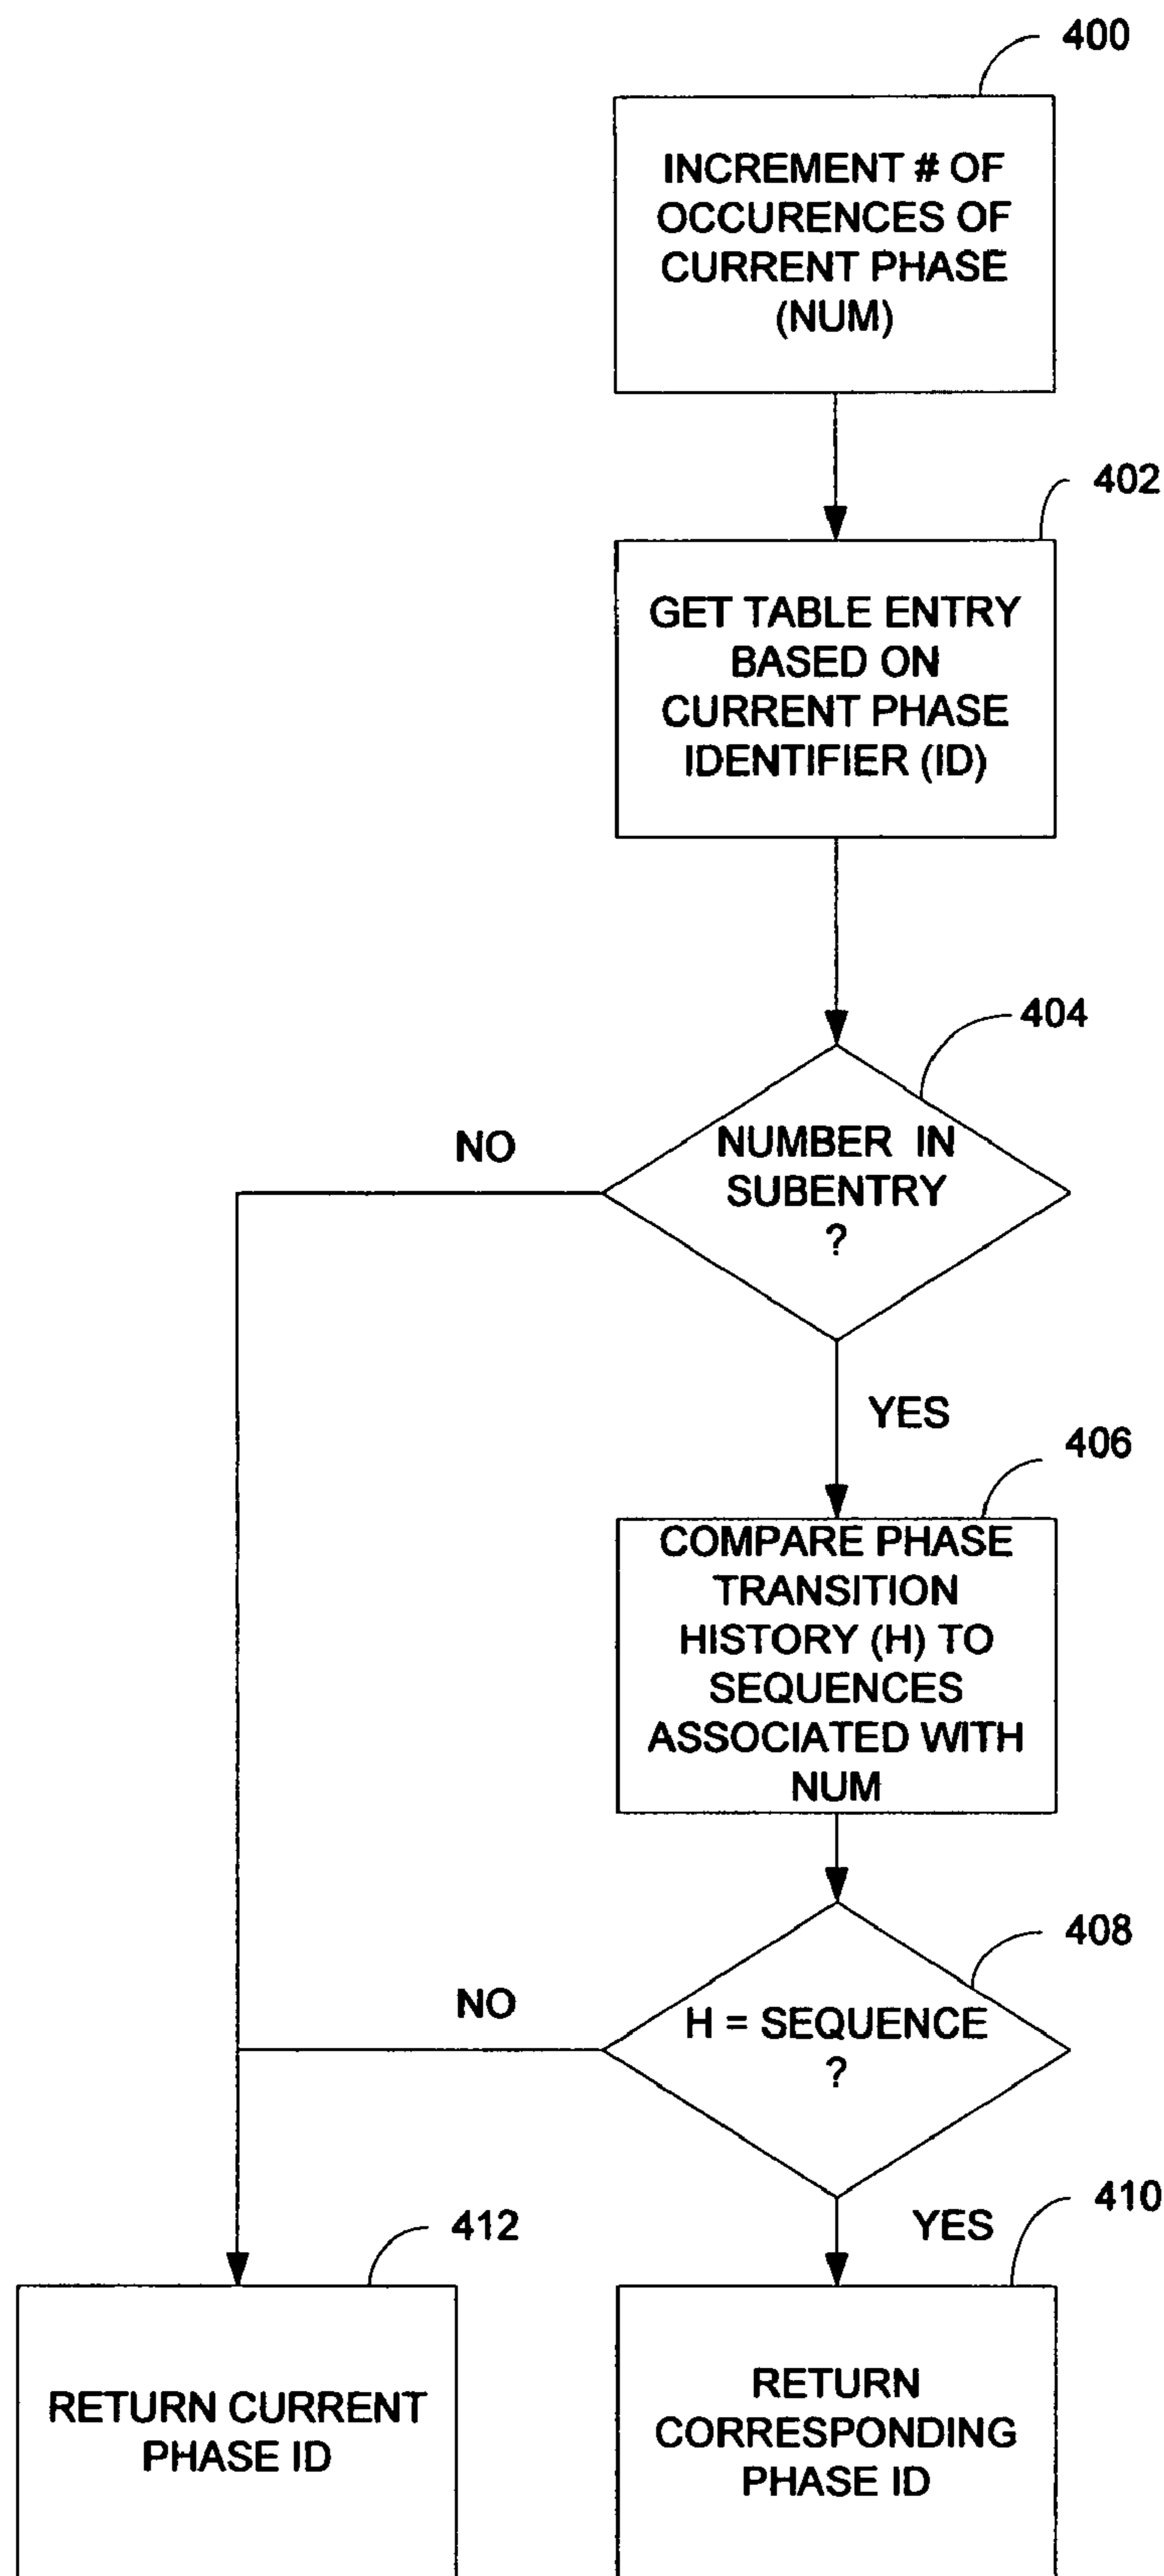 400
INCREMENT # OF
OCCURENCES OF
CURRENT PHASE
(NUM)
402
GET TABLE ENTRY
BASED ON
CURRENT PHASE
IDENTIFIER (ID)
404
NUMBER IN
SUBENTRY
?
NO
YES
406
COMPARE PHASE
TRANSITION
HISTORY (H) TO
SEQUENCES
ASSOCIATED WITH
NUM
408
H = SEQUENCE
?
NO
YES
410
412
RETURN CURRENT
PHASE ID
RETURN
CORRESPONDING
PHASE ID